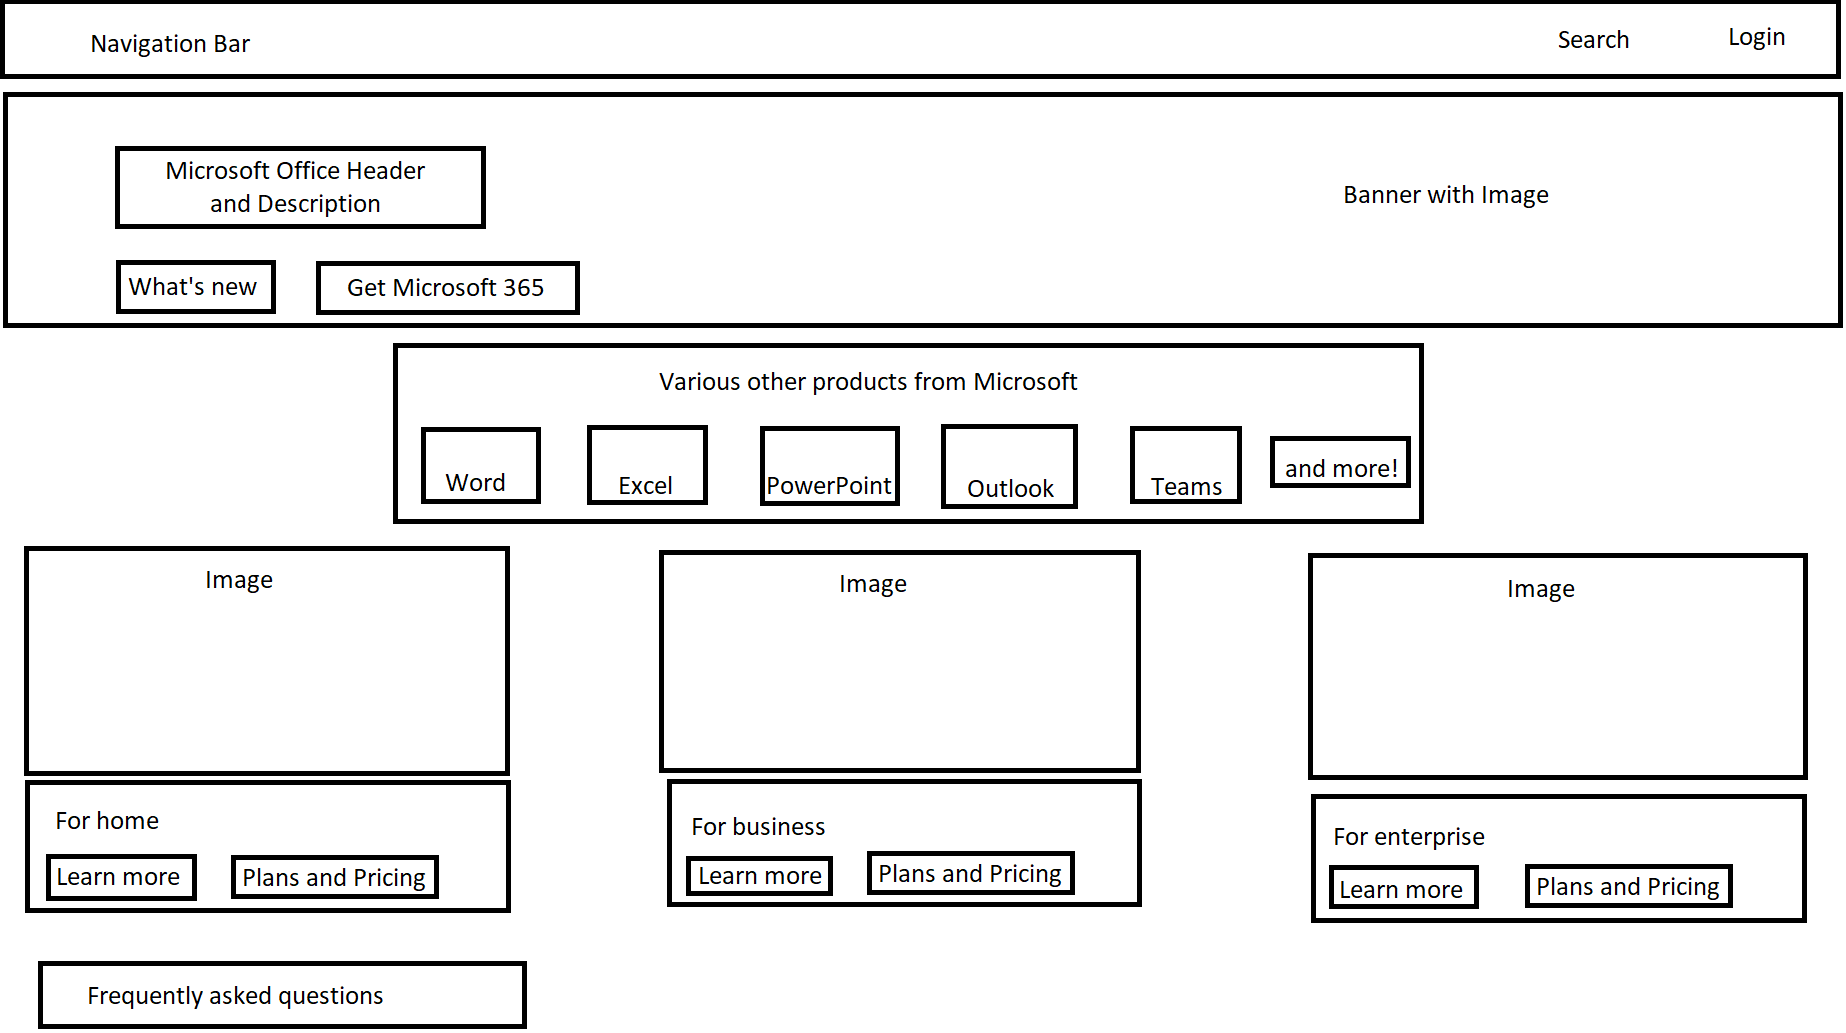 Navigation Bar
Search
Login
Microsoft Office Header
and Description
Banner with Image
What's new
Get Microsoft 365
Various other products from Microsoft
Word
Excel
PowerPoint
Outlook
Teams
and more!
Image
Image
Image
For home
Learn more
Plans and Pricing
For business
Learn more
Plans and Pricing
For enterprise
Learn more
Plans and Pricing
Frequently asked questions